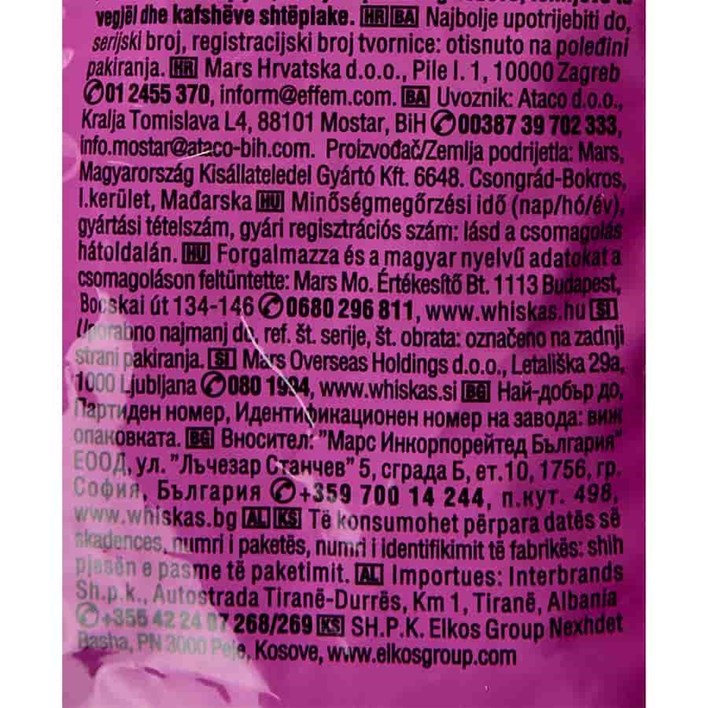 vegjël dhe kafshëve shtëpiake. HR BA Najbolje upotrijebiti do,
serijski broj, registracijski broj tvornice: otisnuto na poleđini
pakiranja. HR Mars Hrvatska d.o.o., Pile I. 1, 10000 Zagreb
✆01 2455 370, inform@effem.com. BA Uvoznik: Ataco d.o.o.,
Kralja Tomislava L4, 88101 Mostar, BiH ✆00387 39 702 333,
info.mostar@ataco-bih.com. Proizvođač/Zemlja podrijetla: Mars,
Magyarország Kisállateledel Gyártó Kft. 6648. Csongrád-Bokros,
I.kerület, Mađarska HU Minőségmegőrzési idő (nap/hó/év),
gyártási tételszám, gyári regisztrációs szám: lásd a csomagolás
hátoldalán. HU Forgalmazza és a magyar nyelvű adatokat a
csomagoláson feltüntette: Mars Mo. Értékesítő Bt. 1113 Budapest,
Bocskai út 134-146 ✆0680 296 811, www.whiskas.hu SI
Uporabno najmanj do, ref. št. serije, št. obrata: označeno na zadnji
strani pakiranja. SI Mars Overseas Holdings d.o.o., Letališka 29a,
1000 Ljubljana ✆080 1994, www.whiskas.si BG Най-добър до,
Партиден номер, Идентификационен номер на завода: виж
опаковката. BG Вносител: "Марс Инкорпорейтед България"
ЕООД, ул. "Лъчезар Станчев" 5, сграда Б, ет.10, 1756, гр.
София, България ✆+359 700 14 244, п.кут. 498,
www.whiskas.bg AL KS Të konsumohet përpara datës së
skadences, numri i paketës, numri i identifikimit të fabrikës: shih
pjesën e pasme të paketimit. AL Importues: Interbrands
Sh.p.k., Autostrada Tiranë-Durrës, Km 1, Tiranë, Albania
✆+355 42 24 07 268/269 KS SH.P.K. Elkos Group Nexhdet
Basha, PN 3000 Peje, Kosove, www.elkosgroup.com